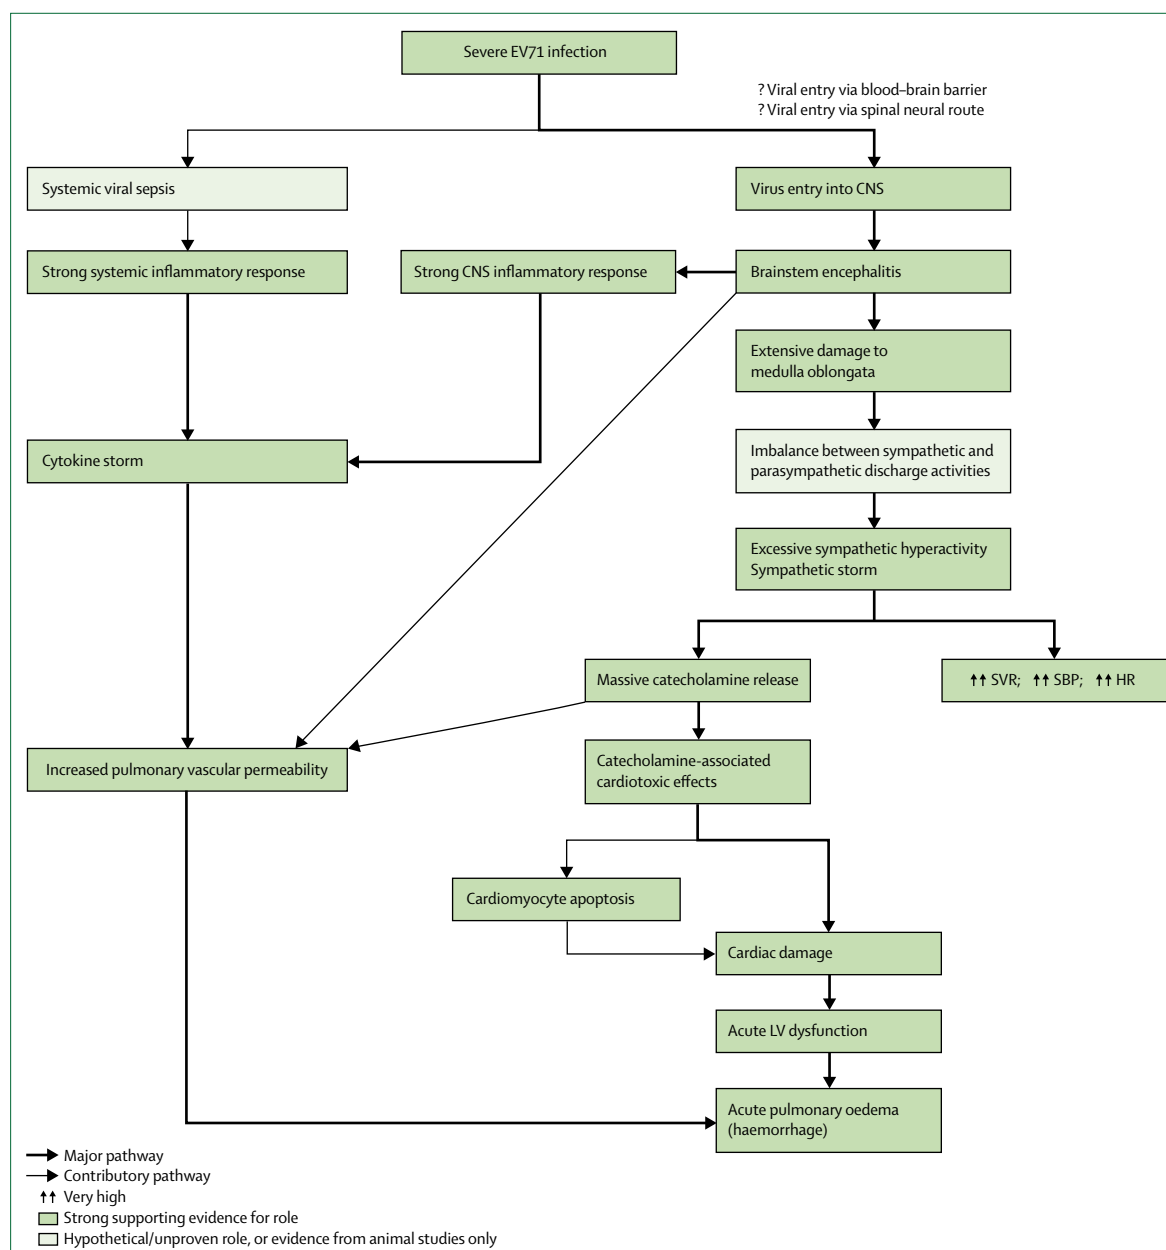 Severe EV71 infection
? Viral entry via blood–brain barrier
? Viral entry via spinal neural route
Systemic viral sepsis
Virus entry into CNS
Strong systemic inflammatory response
Strong CNS inflammatory response
Brainstem encephalitis
Extensive damage to
medulla oblongata
Cytokine storm
Imbalance between sympathetic and
parasympathetic discharge activities
Excessive sympathetic hyperactivity
Sympathetic storm
Massive catecholamine release
↑↑ SVR; ↑↑ SBP; ↑↑ HR
Increased pulmonary vascular permeability
Catecholamine-associated
cardiotoxic effects
Cardiomyocyte apoptosis
Cardiac damage
Acute LV dysfunction
Acute pulmonary oedema
(haemorrhage)
Major pathway
Contributory pathway
↑↑ Very high
Strong supporting evidence for role
Hypothetical/unproven role, or evidence from animal studies only